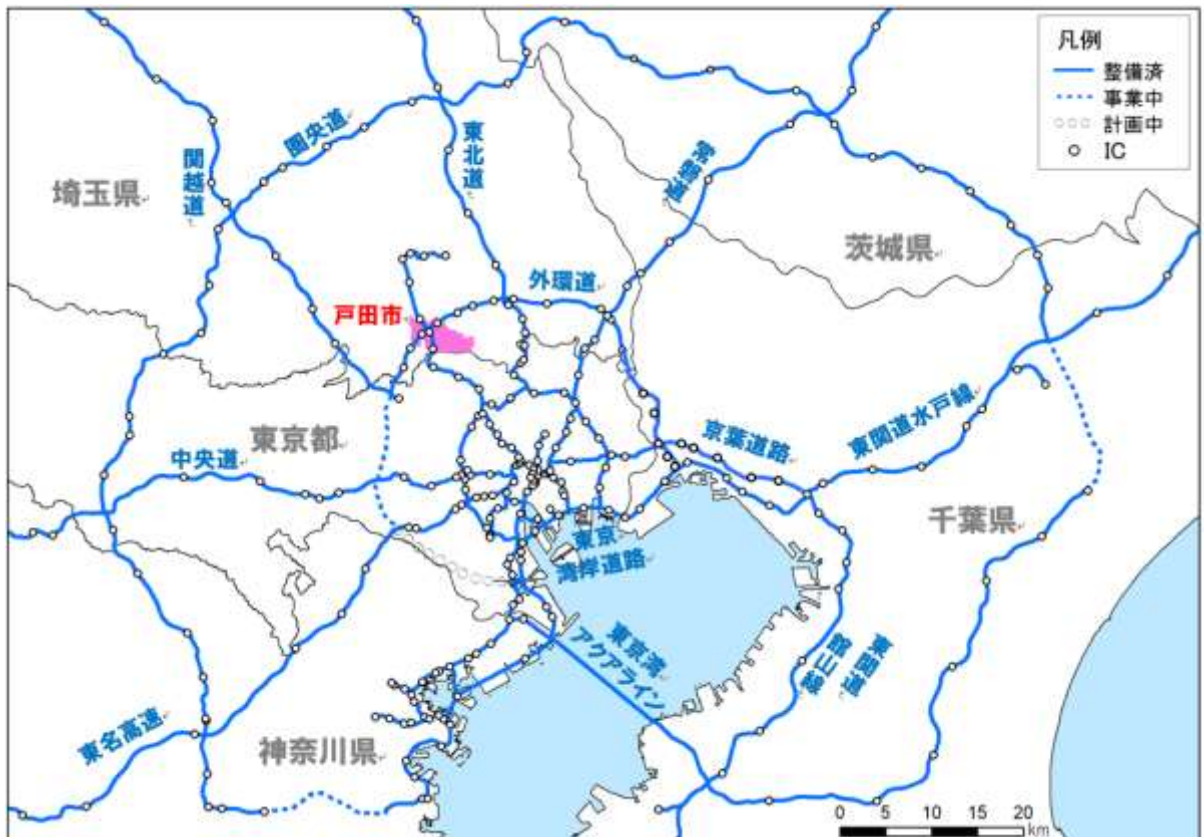 凡例
整備済
事業中
計画中
IC
関越道
圏央道
東北道
常磐道
埼玉県
茨城県
外環道
戸田市
東京都
中央道
京葉道路
東関道水戸線
千葉県
東京
湾岸道路
東京湾
アクアライン
東関道
館山線
東名高速
神奈川県
0 5 10 15 20
km